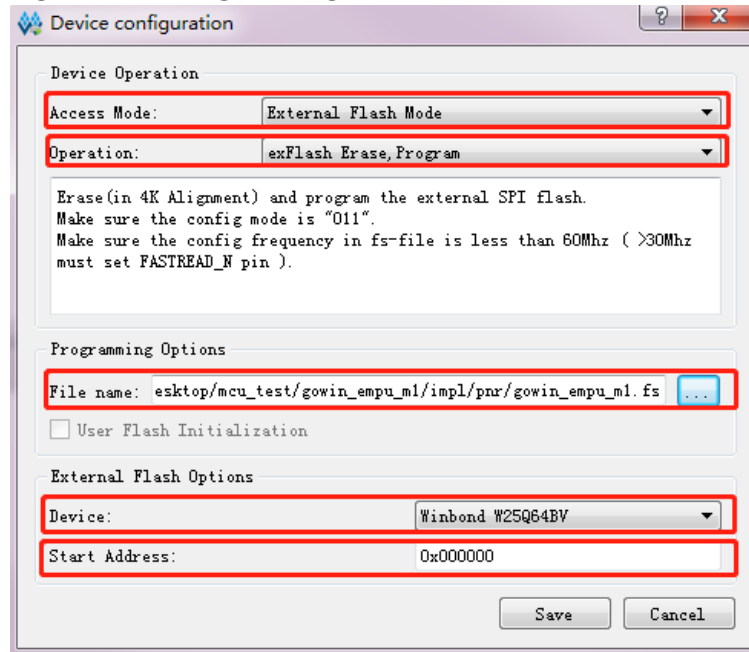 Device configuration
Device Operation
Access Mode: External Flash Mode
Operation: exFlash Erase,Program
Erase(in 4K Alignment) and program the external SPI flash.
Make sure the config mode is "011".
Make sure the config frequency in fs-file is less than 60Mhz ( >30Mhz
must set FASTREAD_N pin ).
Programming Options
File name: esktop/mcu_test/gowin_empu_m1/impl/pnr/gowin_empu_m1.fs ...
User Flash Initialization
External Flash Options
Device: Winbond W25Q64BV
Start Address: 0x000000
Save Cancel